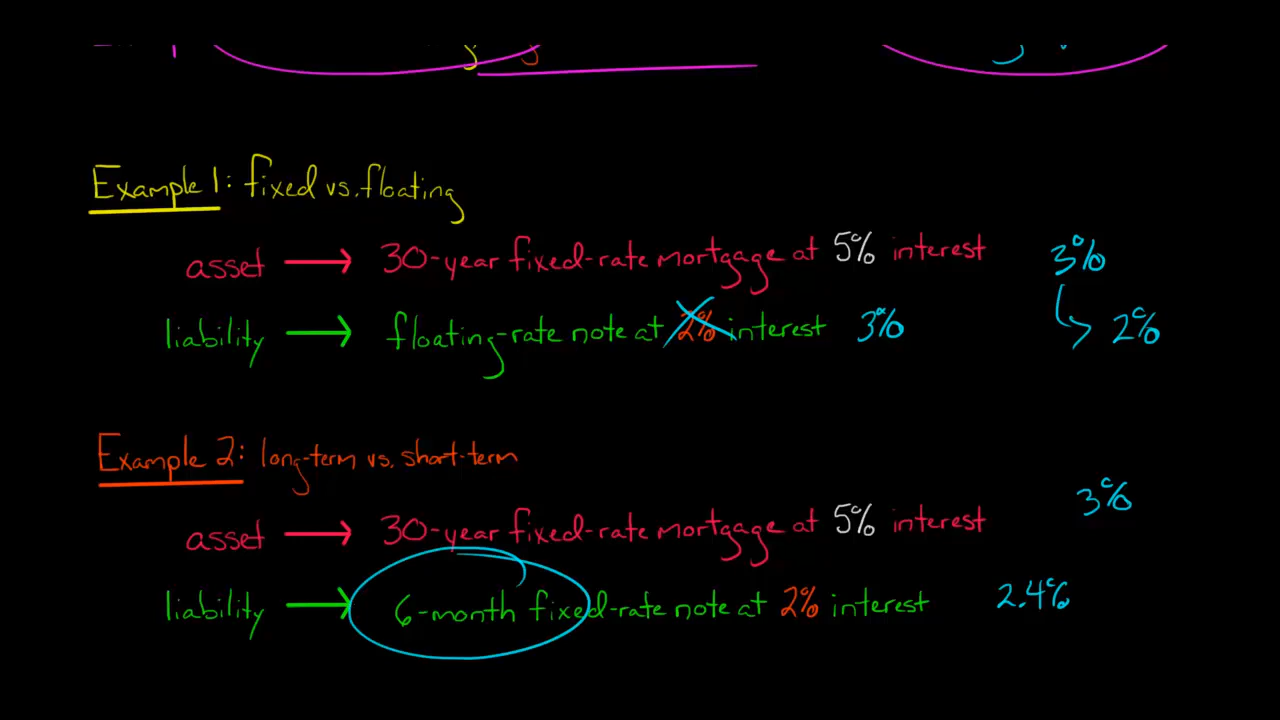 Example 1: fixed vs. floating
asset → 30-year fixed-rate mortgage at 5% interest 3%
liability → floating-rate note at 2% interest 3% 2%
Example 2: long-term vs. short-term
asset → 30-year fixed-rate mortgage at 5% interest 3%
liability → 6-month fixed-rate note at 2% interest 2.4%